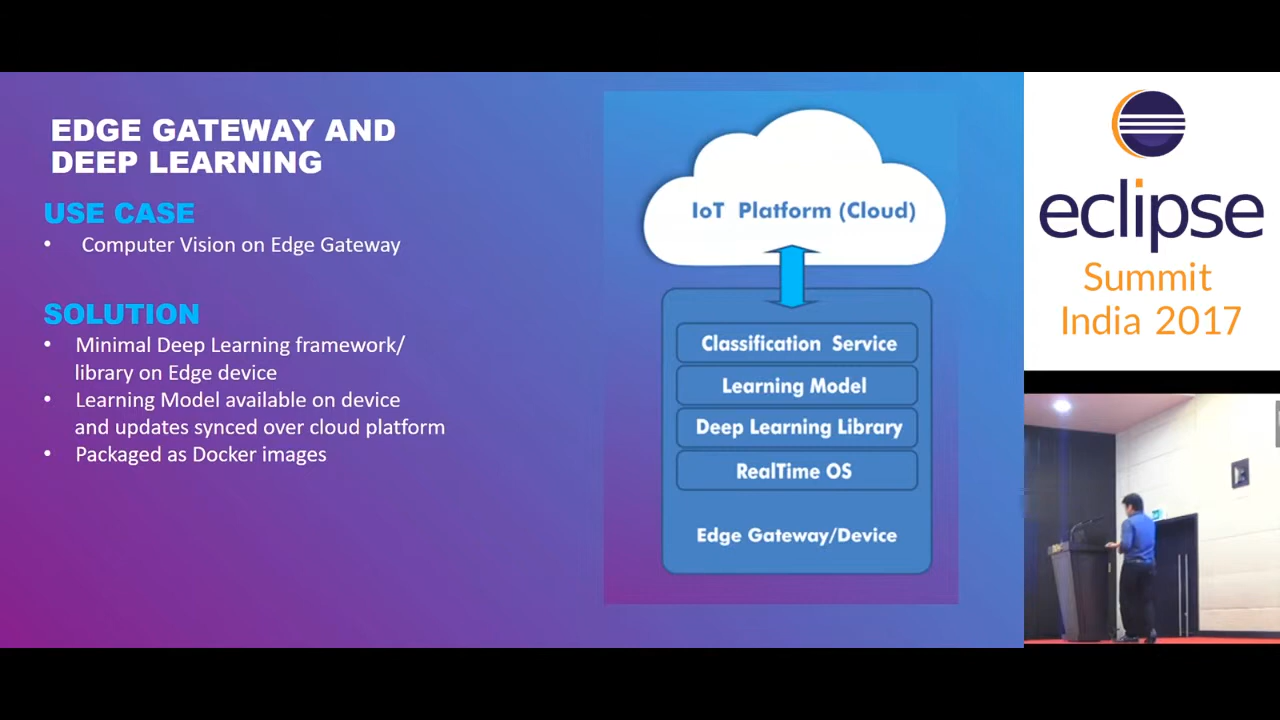 EDGE GATEWAY AND
DEEP LEARNING
USE CASE
• Computer Vision on Edge Gateway
SOLUTION
• Minimal Deep Learning framework/
library on Edge device
• Learning Model available on device
and updates synced over cloud platform
• Packaged as Docker images
IoT Platform (Cloud)
Classification Service
Learning Model
Deep Learning Library
RealTime OS
Edge Gateway/Device
eclipse
Summit
India 2017